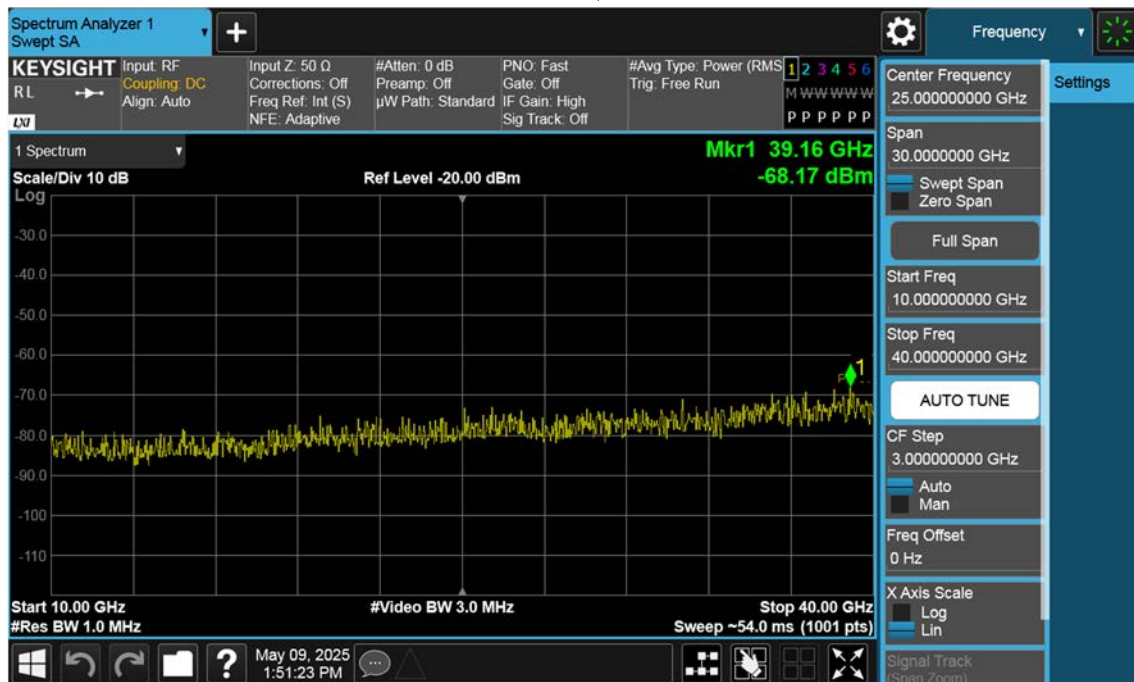 Spectrum Analyzer 1
Swept SA
+
Frequency
KEYSIGHT
RL
LXI
Input: RF
Coupling: DC
Align: Auto
Input Z: 50 Ω
Corrections: Off
Freq Ref: Int (S)
NFE: Adaptive
#Atten: 0 dB
Preamp: Off
µW Path: Standard
PNO: Fast
Gate: Off
IF Gain: High
Sig Track: Off
#Avg Type: Power (RMS
Trig: Free Run
1 2 3 4 5 6
M W W W W W
P P P P P P
1 Spectrum
Scale/Div 10 dB
Ref Level -20.00 dBm
Mkr1 39.16 GHz
-68.17 dBm
Log
-30.0
-40.0
-50.0
-60.0
-70.0
-80.0
-90.0
-100
-110
1
Start 10.00 GHz
#Res BW 1.0 MHz
#Video BW 3.0 MHz
Stop 40.00 GHz
Sweep ~54.0 ms (1001 pts)
Center Frequency
25.000000000 GHz
Span
30.0000000 GHz
Swept Span
Zero Span
Full Span
Start Freq
10.000000000 GHz
Stop Freq
40.000000000 GHz
AUTO TUNE
CF Step
3.000000000 GHz
Auto
Man
Freq Offset
0 Hz
X Axis Scale
Log
Lin
Signal Track
(Span Zoom)
Settings
?
May 09, 2025
1:51:23 PM